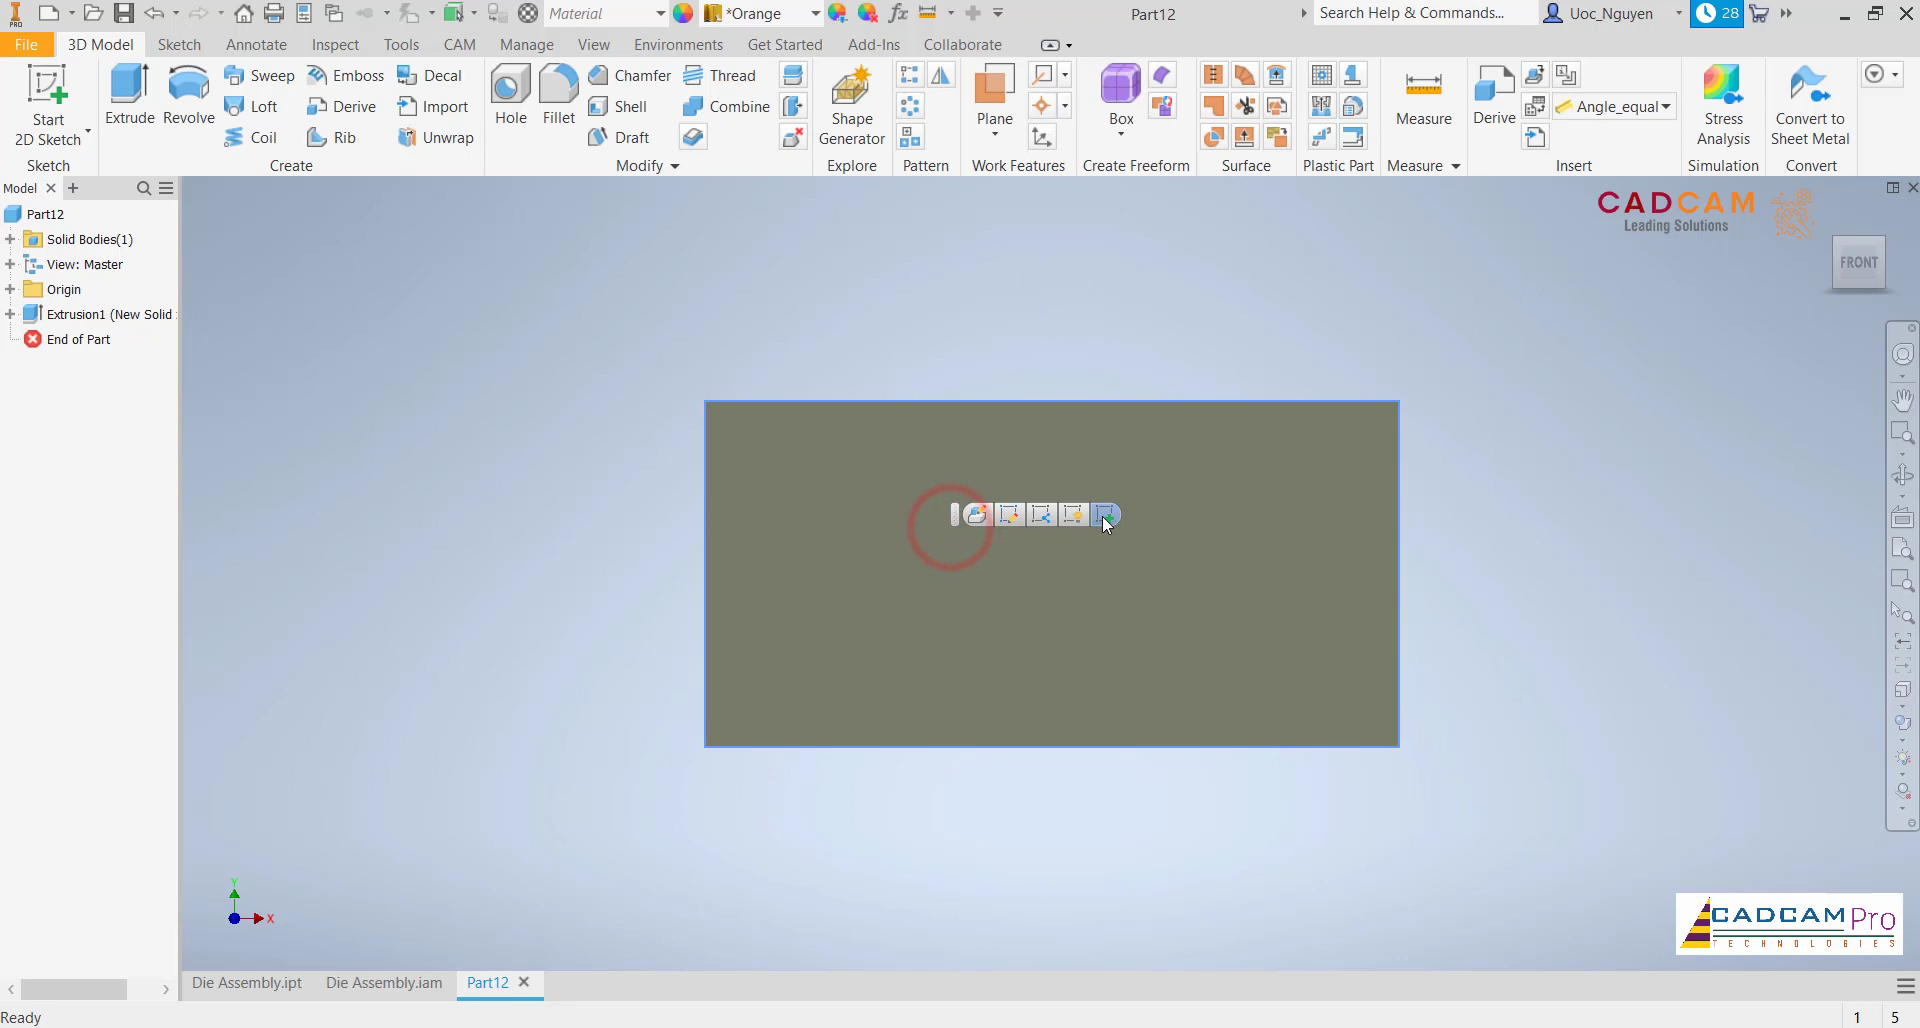 PRO
Material
*Orange
fx
Part12
Search Help & Commands...
Uoc_Nguyen
28
File
3D Model
Sketch
Annotate
Inspect
Tools
CAM
Manage
View
Environments
Get Started
Add-Ins
Collaborate
Start
2D Sketch
Sketch
Extrude
Revolve
Sweep
Loft
Coil
Emboss
Derive
Rib
Decal
Import
Unwrap
Create
Hole
Fillet
Chamfer
Shell
Draft
Thread
Combine
Modify
Shape
Generator
Explore
Pattern
Plane
Work Features
Box
Create Freeform
Surface
Plastic Part
Measure
Measure
Derive
Angle_equal
Insert
Stress
Analysis
Simulation
Convert to
Sheet Metal
Convert
Model
Part12
Solid Bodies(1)
View: Master
Origin
Extrusion1 (New Solid
End of Part
CADCAM
Leading Solutions
FRONT
Y
X
CADCAM Pro
TECHNOLOGIES
Die Assembly.ipt
Die Assembly.iam
Part12
Ready
1
5